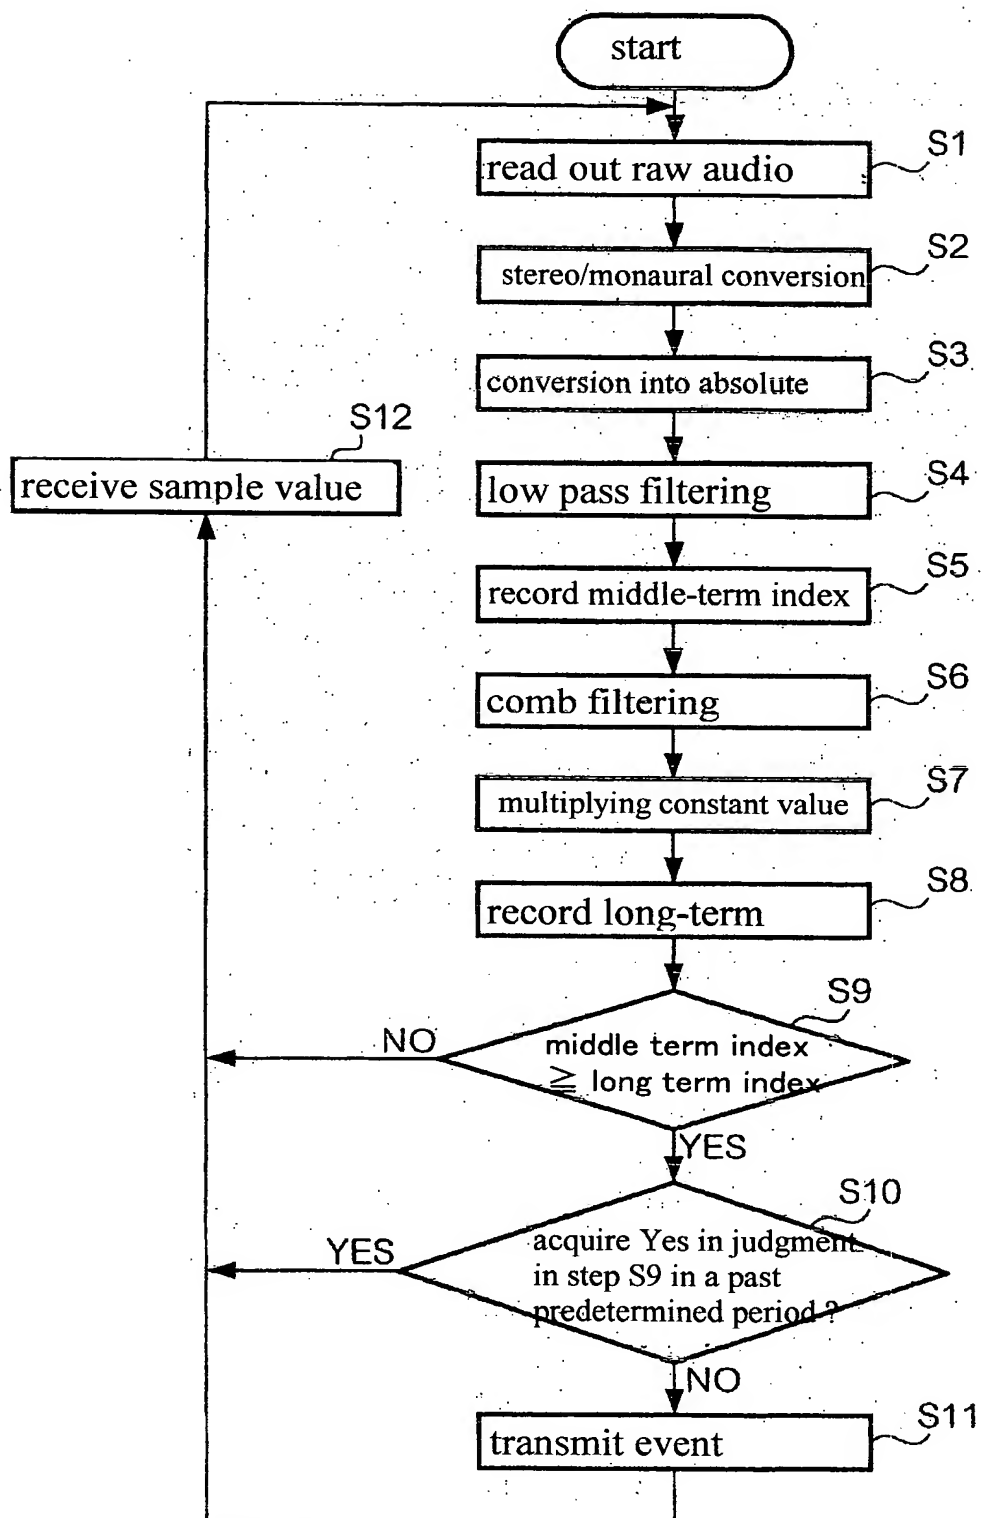 start
S1
read out raw audio
S2
stereo/monaural conversion
S3
conversion into absolute
S12
receive sample value
S4
low pass filtering
S5
record middle-term index
S6
comb filtering
S7
multiplying constant value
S8
record long-term
S9
NO
middle term index
≧ long term index
YES
S10
YES
acquire Yes in judgment
in step S9 in a past
predetermined period ?
NO
S11
transmit event